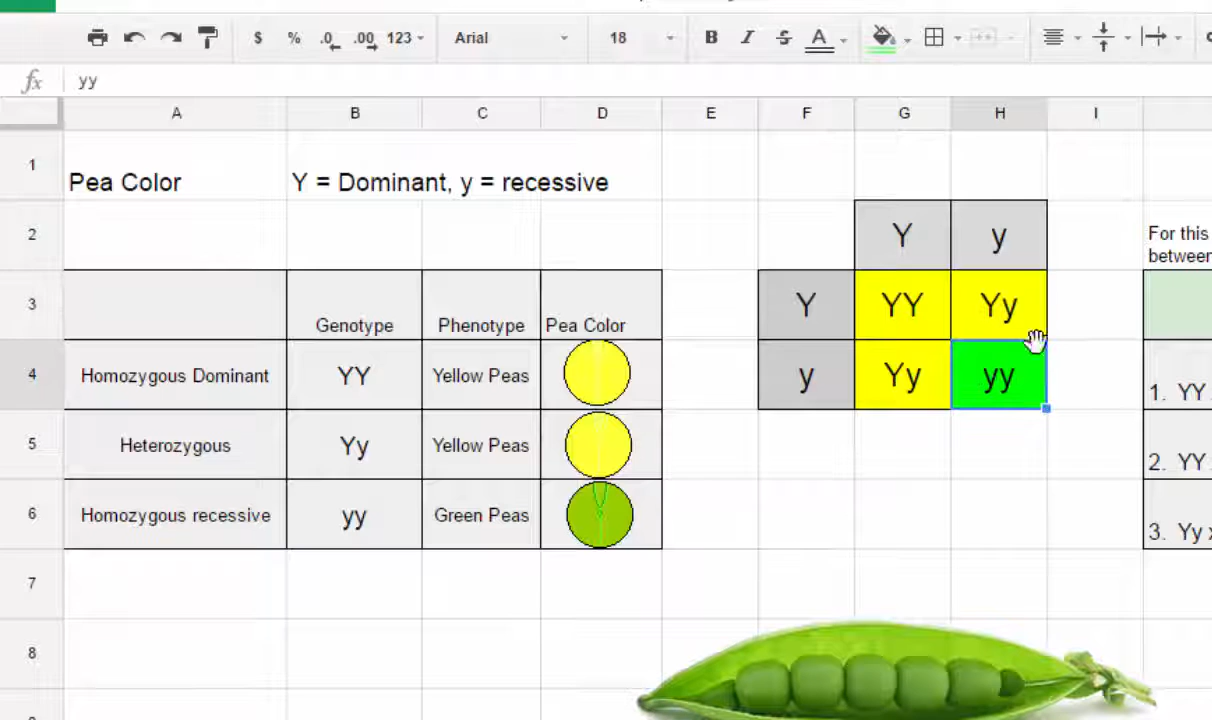 $ % .0 .00 123 Arial 18 B I S A
fx yy
A B C D E F G H I
1 Pea Color Y = Dominant, y = recessive
2 Y y For this
between
3 Genotype Phenotype Pea Color Y YY Yy
4 Homozygous Dominant YY Yellow Peas y Yy yy 1. YY
5 Heterozygous Yy Yellow Peas 2. YY
6 Homozygous recessive yy Green Peas 3. Yy x
7
8